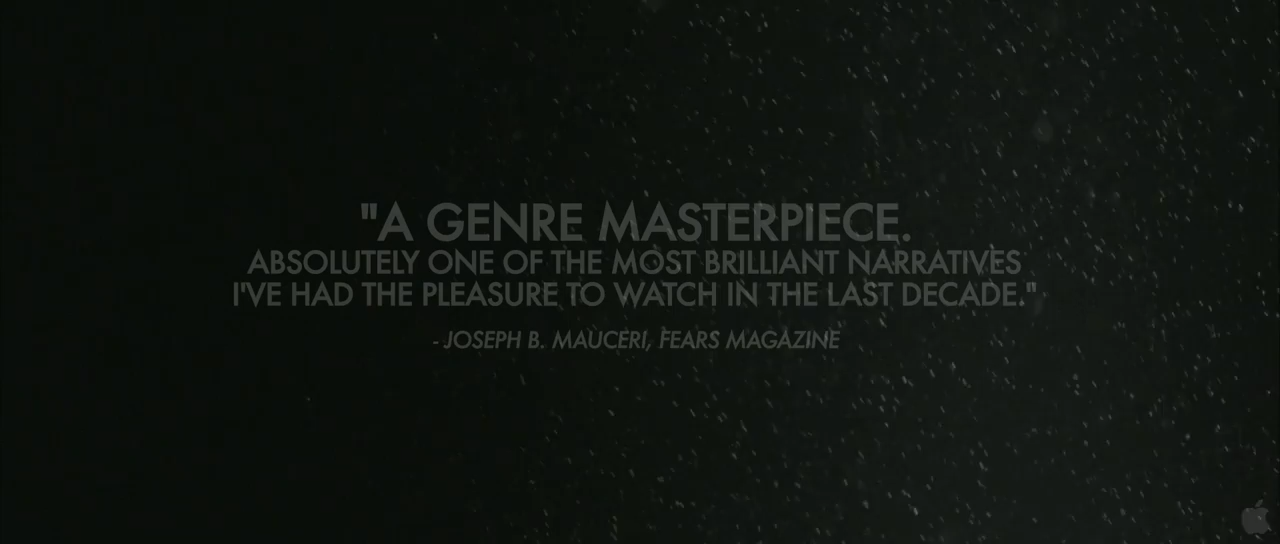 "A GENRE MASTERPIECE.
ABSOLUTELY ONE OF THE MOST BRILLIANT NARRATIVES
I'VE HAD THE PLEASURE TO WATCH IN THE LAST DECADE."
- JOSEPH B. MAUCERI, FEARS MAGAZINE